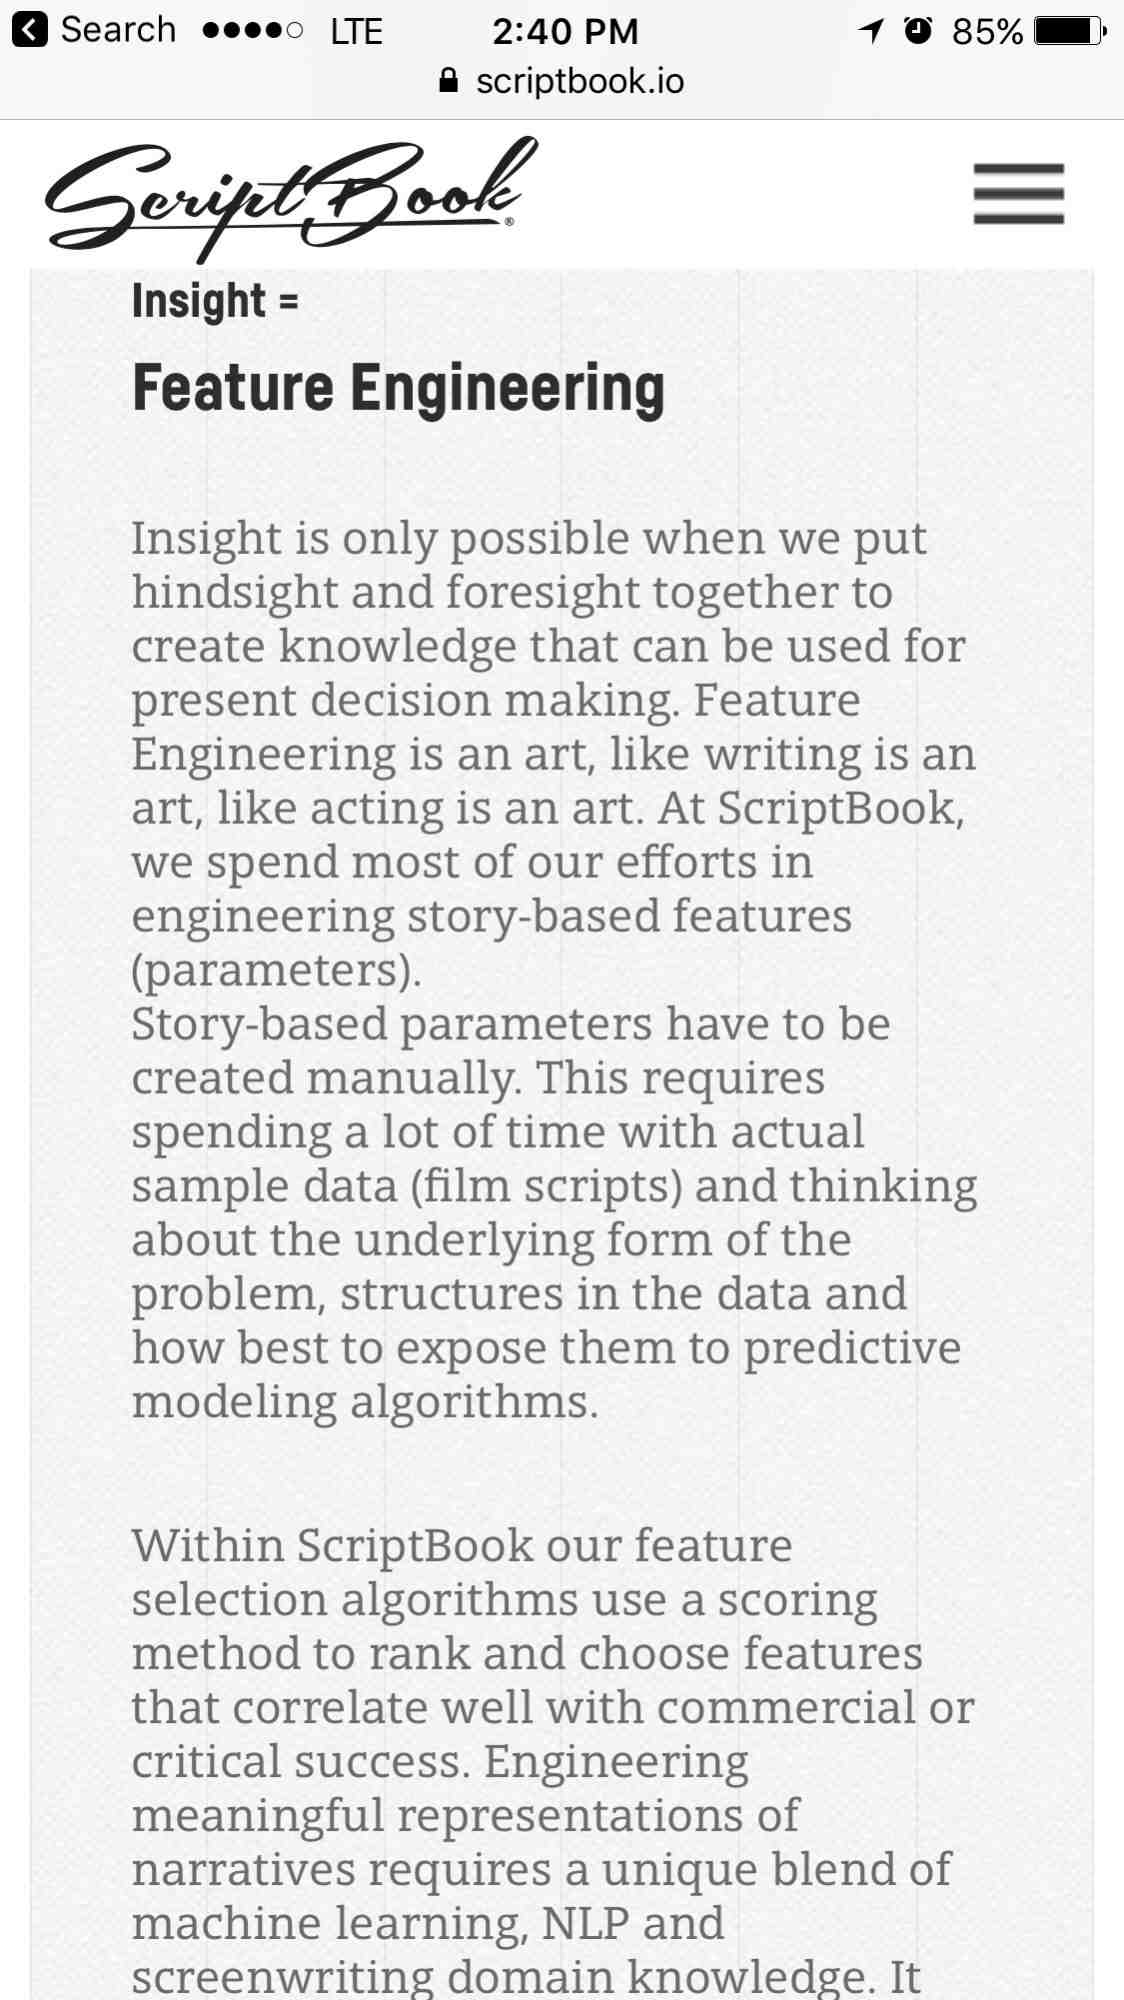 Search LTE 2:40 PM 85%
scriptbook.io
ScriptBook®
Insight =
Feature Engineering
Insight is only possible when we put
hindsight and foresight together to
create knowledge that can be used for
present decision making. Feature
Engineering is an art, like writing is an
art, like acting is an art. At ScriptBook,
we spend most of our efforts in
engineering story-based features
(parameters).
Story-based parameters have to be
created manually. This requires
spending a lot of time with actual
sample data (film scripts) and thinking
about the underlying form of the
problem, structures in the data and
how best to expose them to predictive
modeling algorithms.
Within ScriptBook our feature
selection algorithms use a scoring
method to rank and choose features
that correlate well with commercial or
critical success. Engineering
meaningful representations of
narratives requires a unique blend of
machine learning, NLP and
screenwriting domain knowledge. It